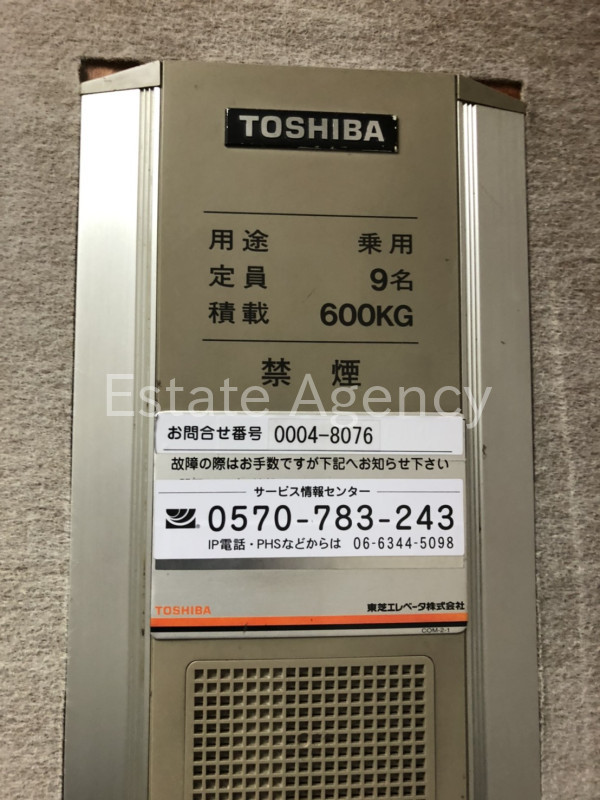 TOSHIBA
用途 乗用
定員 9名
積載 600KG
禁煙
Estate Agency
お問合せ番号 0004-8076
故障の際はお手数ですが下記へお知らせ下さい
サービス情報センター
0570-783-243
IP電話・PHSなどからは 06-6344-5098
TOSHIBA 東芝エレベータ株式会社
COM-2-1